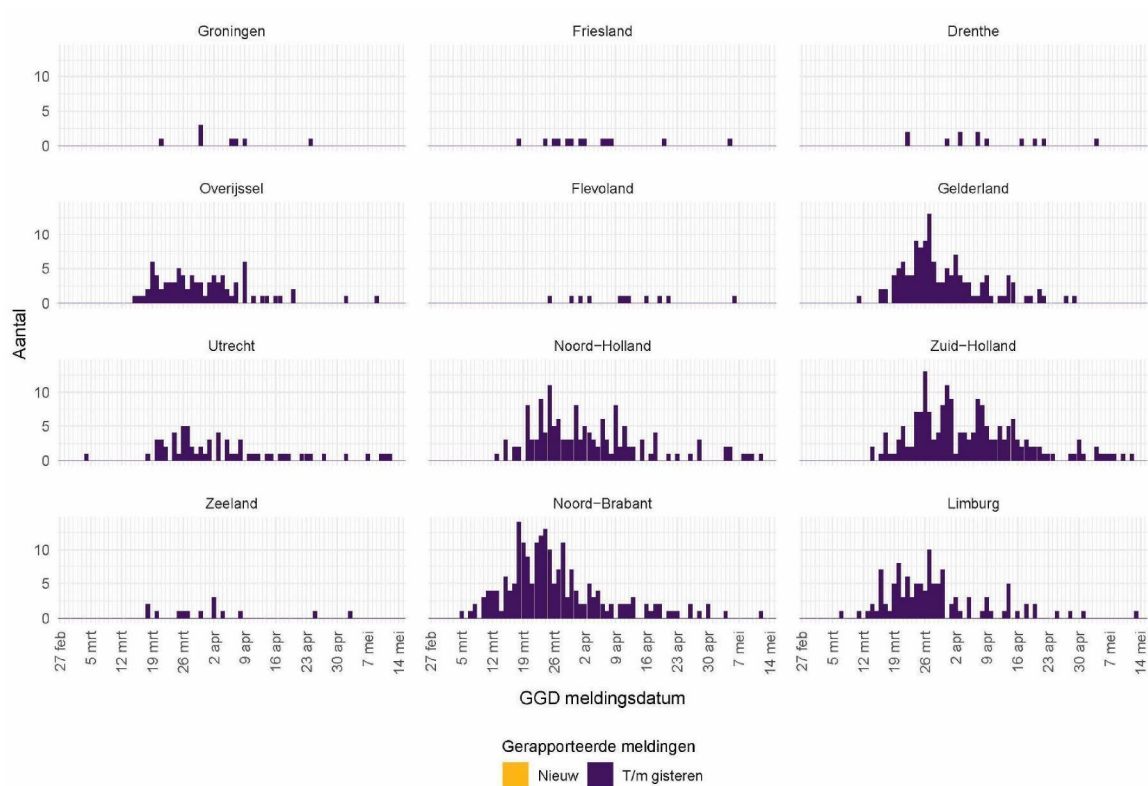 Groningen Friesland Drenthe
10
5
0
Overijssel Flevoland Gelderland
10
5
0
Aantal
Utrecht Noord-Holland Zuid-Holland
10
5
0
Zeeland Noord-Brabant Limburg
10
5
0
27 feb 5 mrt 12 mrt 19 mrt 26 mrt 2 apr 9 apr 16 apr 23 apr 30 apr 7 mei 14 mei 27 feb 5 mrt 12 mrt 19 mrt 26 mrt 2 apr 9 apr 16 apr 23 apr 30 apr 7 mei 14 mei 27 feb 5 mrt 12 mrt 19 mrt 26 mrt 2 apr 9 apr 16 apr 23 apr 30 apr 7 mei 14 mei
GGD meldingsdatum
Gerapporteerde meldingen
Nieuw T/m gisteren